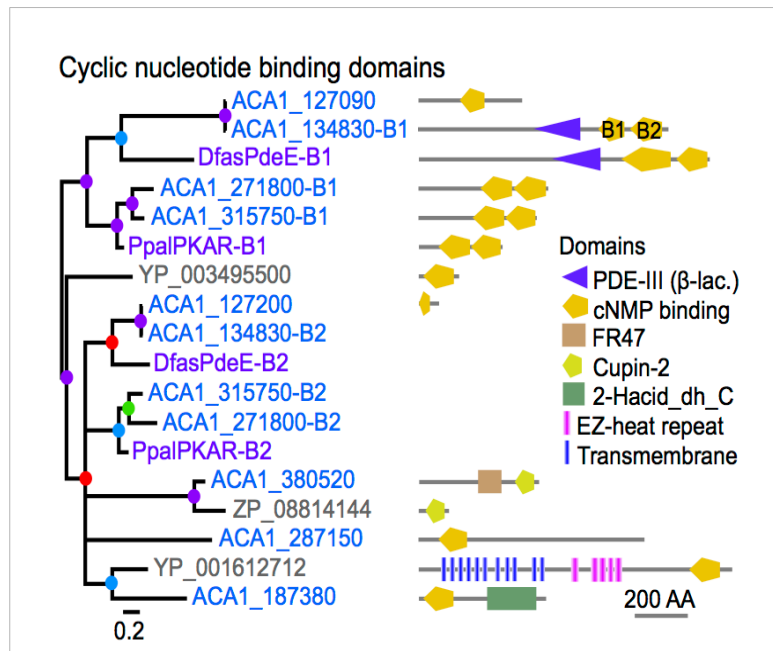 Cyclic nucleotide binding domains
ACA1_127090
ACA1_134830-B1
B1 B2
DfasPdeE-B1
ACA1_271800-B1
ACA1_315750-B1
PpalPKAR-B1
YP_003495500
ACA1_127200
ACA1_134830-B2
DfasPdeE-B2
ACA1_315750-B2
ACA1_271800-B2
PpalPKAR-B2
ACA1_380520
ZP_08814144
ACA1_287150
YP_001612712
ACA1_187380
0.2
Domains
PDE-III (β-lac.)
cNMP binding
FR47
Cupin-2
2-Hacid_dh_C
EZ-heat repeat
Transmembrane
200 AA